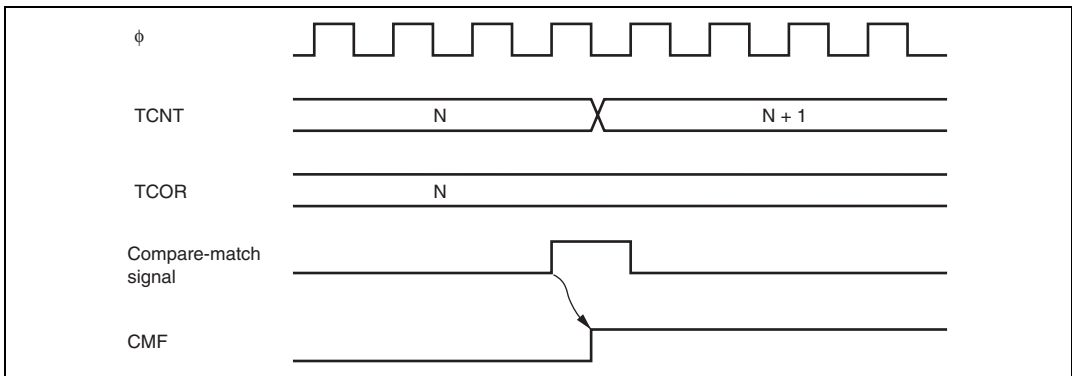 φ
TCNT
N
N + 1
TCOR
N
Compare-match
signal
CMF